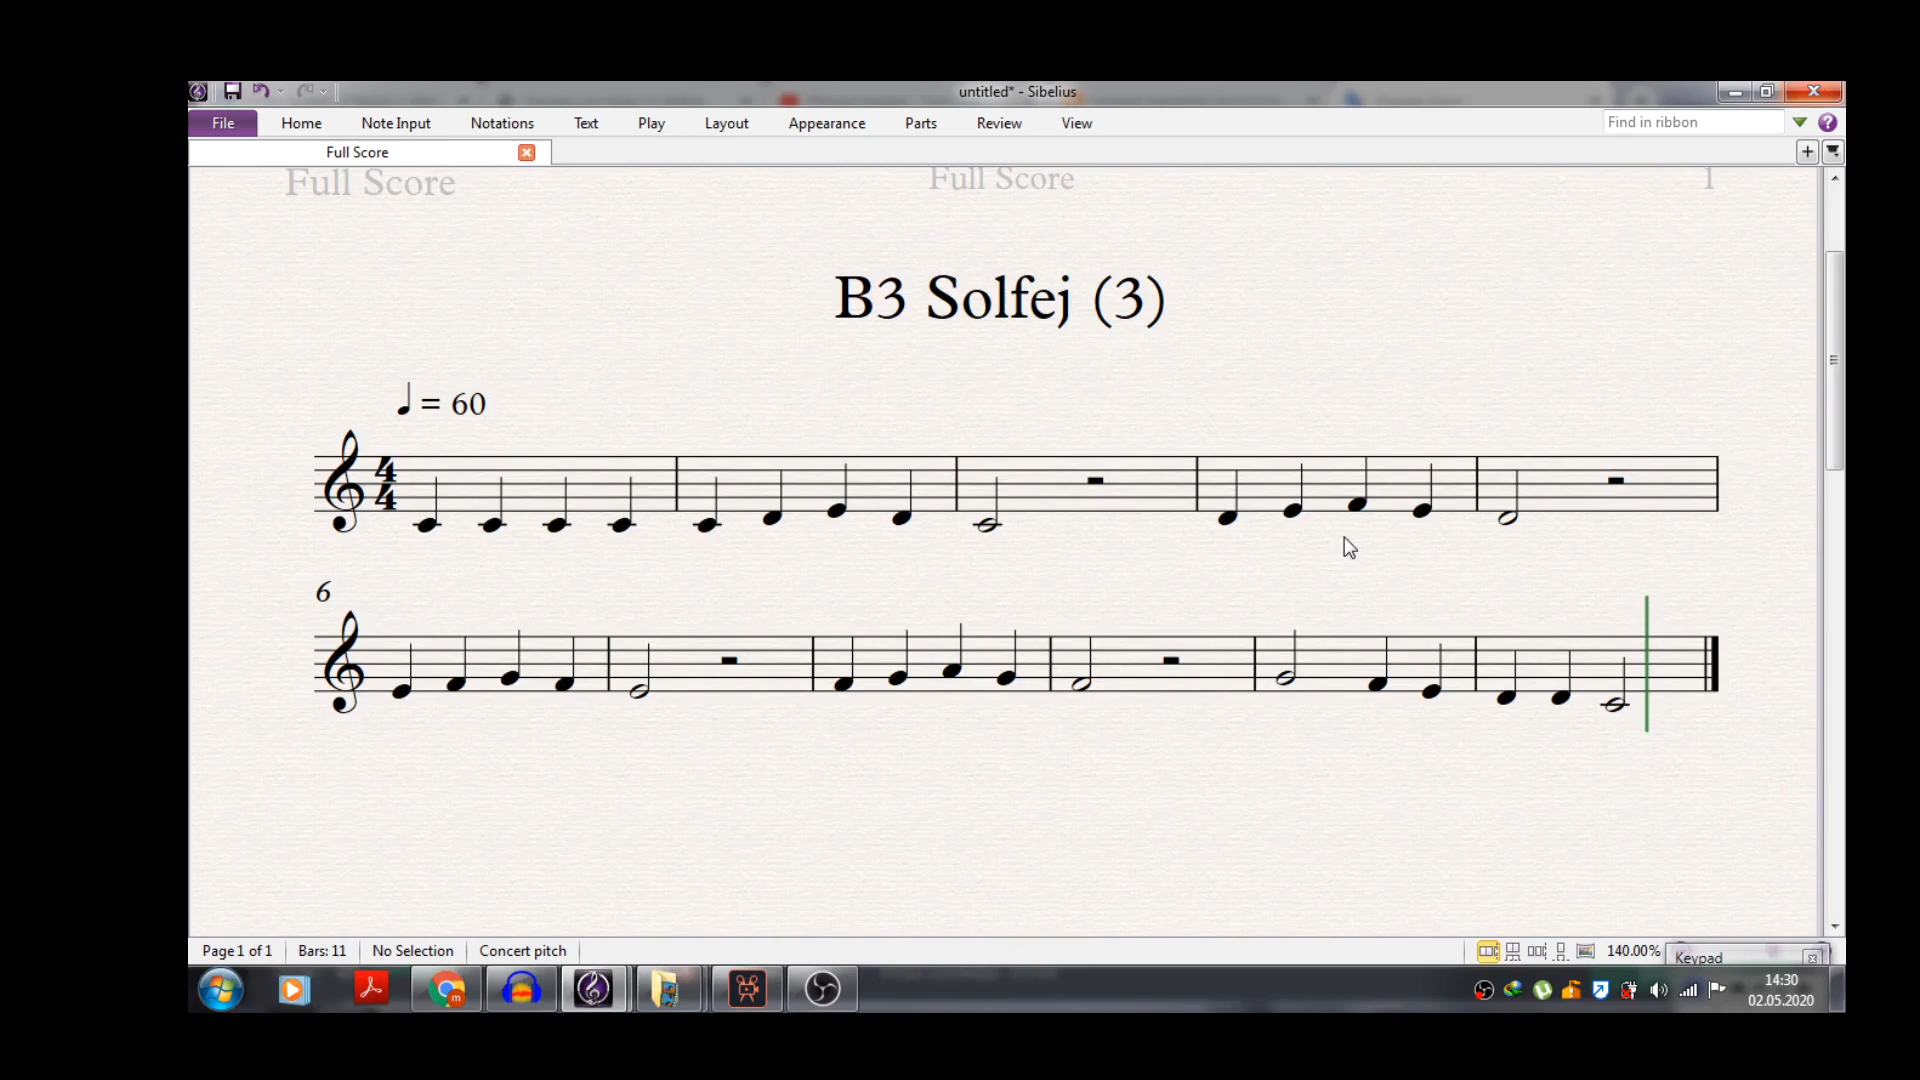 untitled* - Sibelius
File Home Note Input Notations Text Play Layout Appearance Parts Review View Find in ribbon
Full Score
Full Score Full Score 1
B3 Solfej (3)
= 60
4
4
6
Page 1 of 1 Bars: 11 No Selection Concert pitch 140.00% Keypad
14:30
02.05.2020